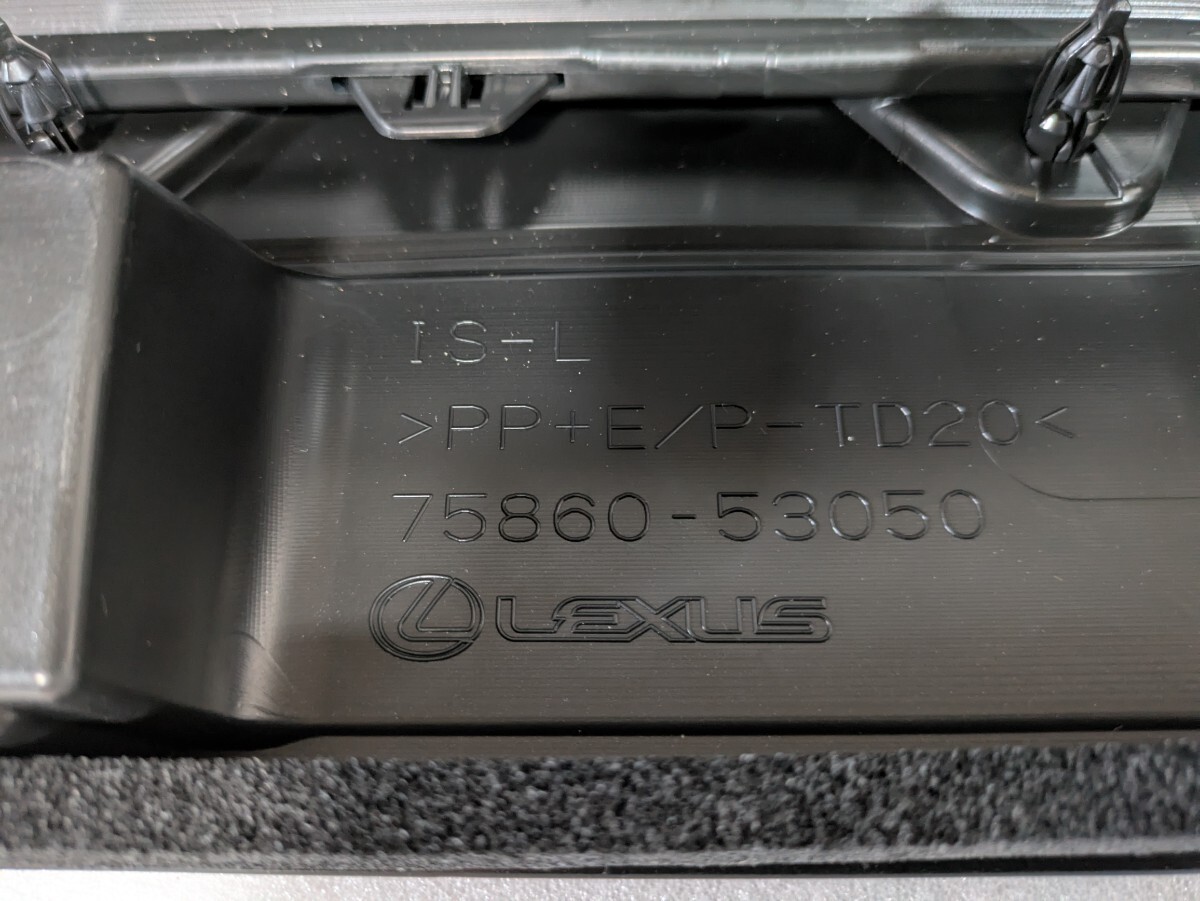 IS-L
>PP+E/P-TD20<
75860-53050
LEXUS